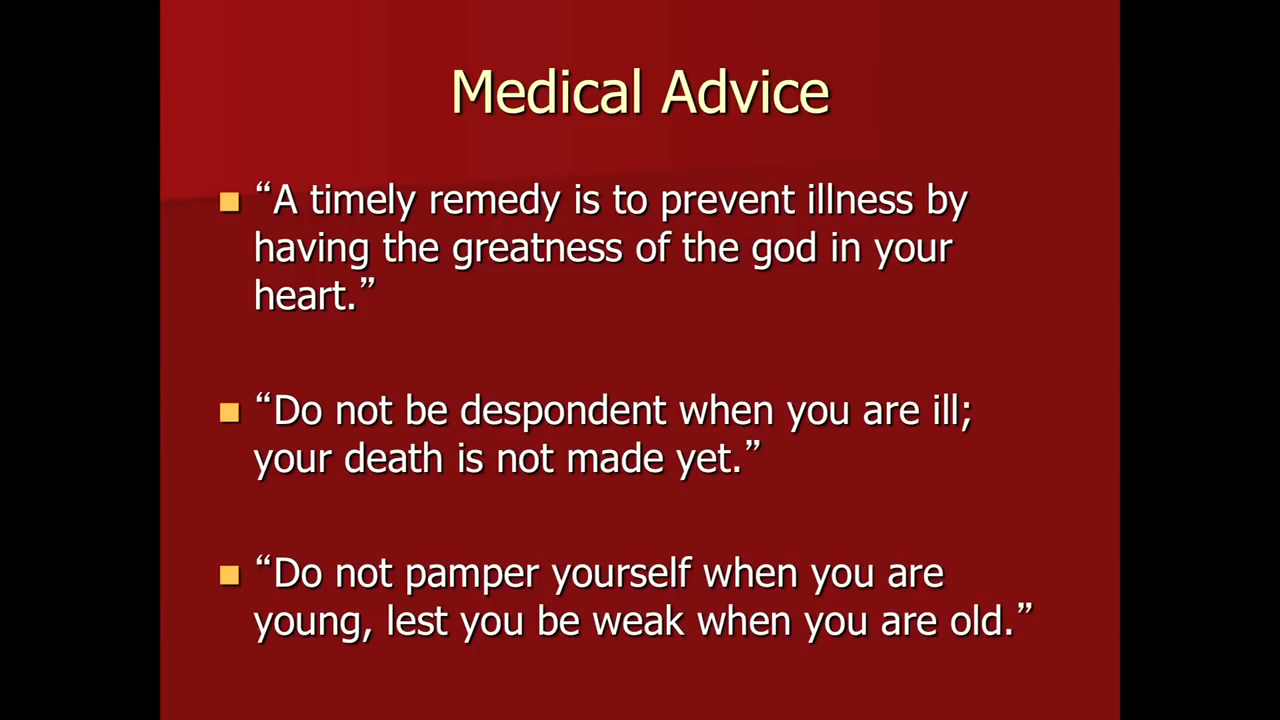 Medical Advice
“A timely remedy is to prevent illness by
having the greatness of the god in your
heart.”
“Do not be despondent when you are ill;
your death is not made yet.”
“Do not pamper yourself when you are
young, lest you be weak when you are old.”